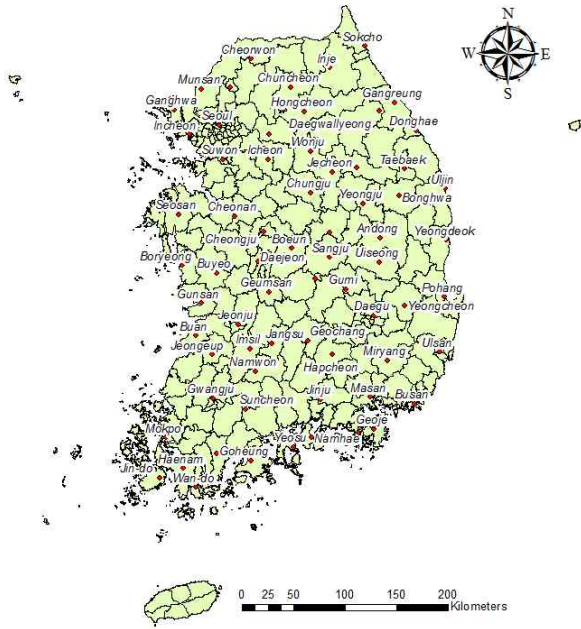 N
Sokcho
Cheorwon
Inje
W E
Munsan
Chuncheon
S
Ganghwa
Hongcheon
Gangreung
Seoul
Daegwallyeong
Donghae
Incheon
Wonju
Suwon
Icheon
Jecheon
Taebaek
Chungju
Uljin
Yeongju
Bonghwa
Seosan
Cheonan
Andong
Yeongdeok
Cheongju
Boeun
Sangju
Boryeong
Daejeon
Uiseong
Buyeo
Geumsan
Gumi
Pohang
Gunsan
Daegu
Yeongcheon
Jeonju
Buan
Imsil
Jangsu
Geochang
Jeongeup
Miryang
Ulsan
Namwon
Hapcheon
Gwangju
Jinju
Masan
Busan
Suncheon
Geoje
Mokpo
Yeosu
Namhae
Goheung
Haenam
Jin-do
Wan-do
0 25 50 100 150 200
Kilometers